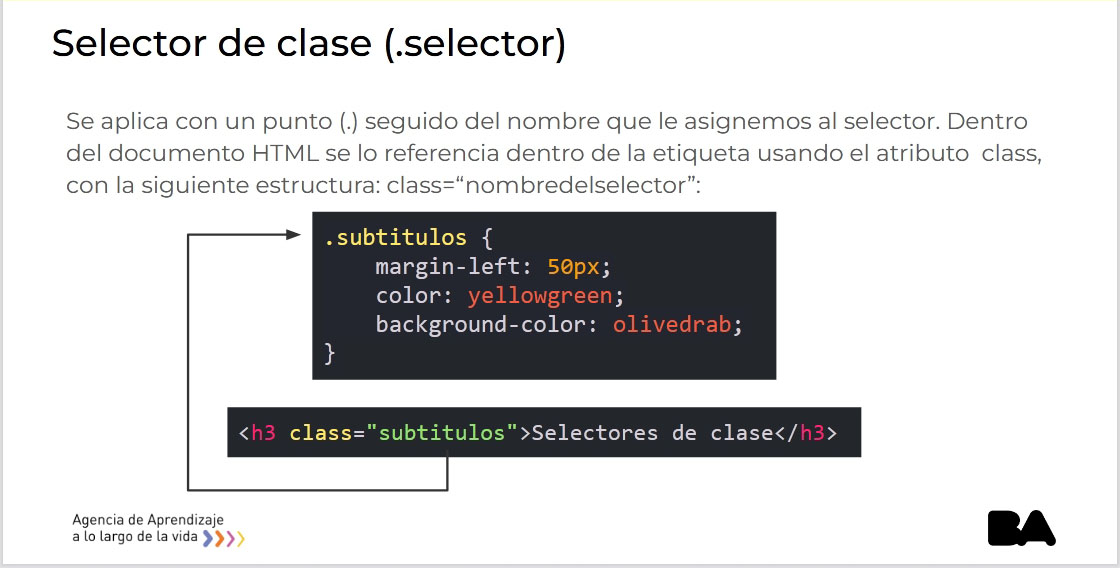 Selector de clase (.selector)
Se aplica con un punto (.) seguido del nombre que le asignemos al selector. Dentro
del documento HTML se lo referencia dentro de la etiqueta usando el atributo  class,
con la siguiente estructura: class=“nombredelselector”:
.subtitulos {
    margin-left: 50px;
    color: yellowgreen;
    background-color: olivedrab;
}
<h3 class="subtitulos">Selectores de clase</h3>
Agencia de Aprendizaje
a lo largo de la vida
BA